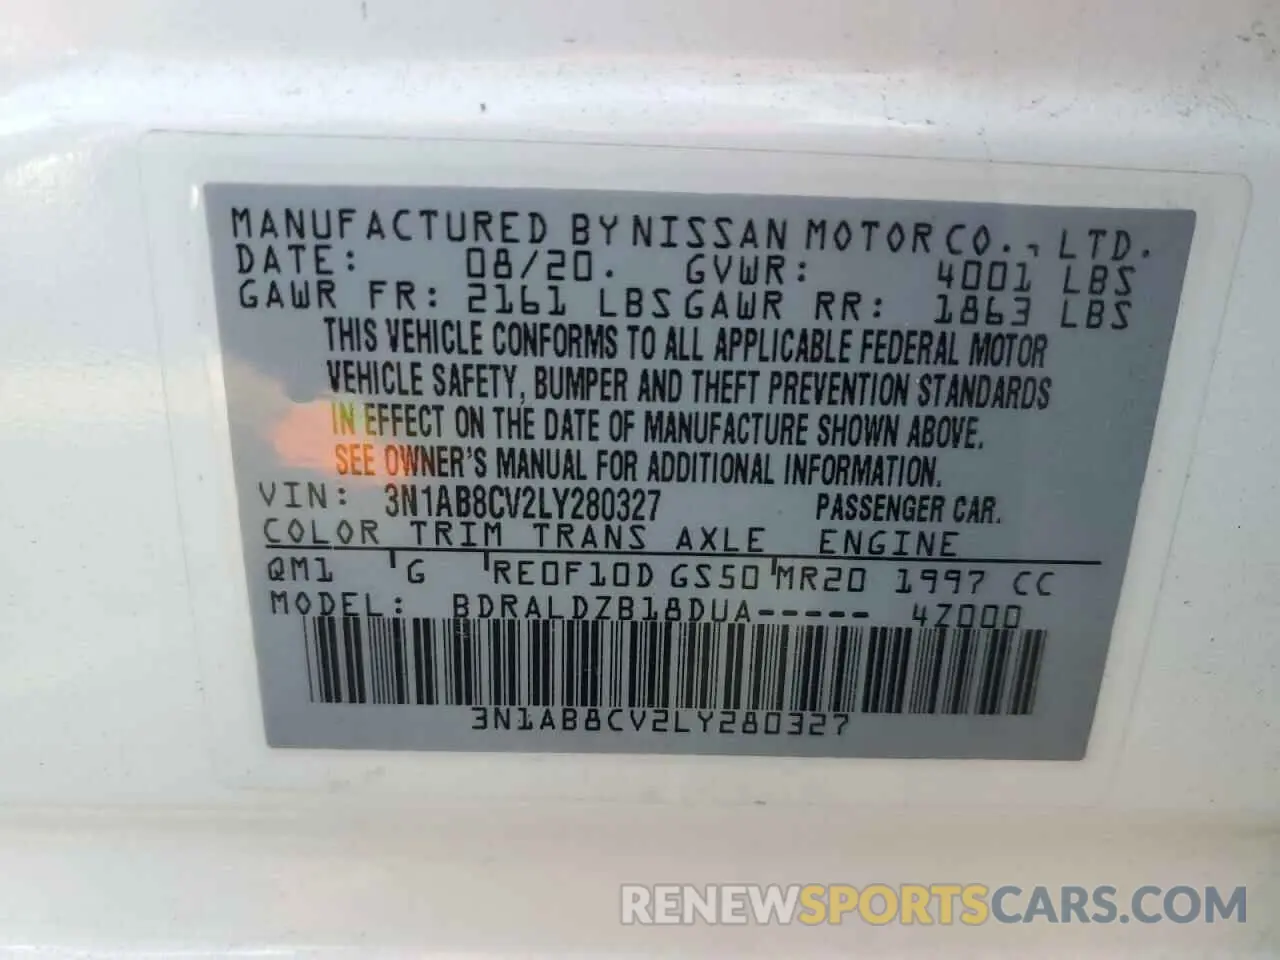 MANUFACTURED BY NISSAN MOTOR CO., LTD.
DATE: 08/20. GVWR: 4001 LBS
GAWR FR: 2161 LBS GAWR RR: 1863 LBS
THIS VEHICLE CONFORMS TO ALL APPLICABLE FEDERAL MOTOR
VEHICLE SAFETY, BUMPER AND THEFT PREVENTION STANDARDS
IN EFFECT ON THE DATE OF MANUFACTURE SHOWN ABOVE.
SEE OWNER'S MANUAL FOR ADDITIONAL INFORMATION.
VIN: 3N1AB8CV2LY280327 PASSENGER CAR.
COLOR TRIM TRANS AXLE ENGINE
QM1 G RE0F10D GS50 MR20 1997 CC
MODEL: BDRALDZB18DUA----- 4Z000
3N1AB8CV2LY280327
RENEWSPORTSCARS.COM